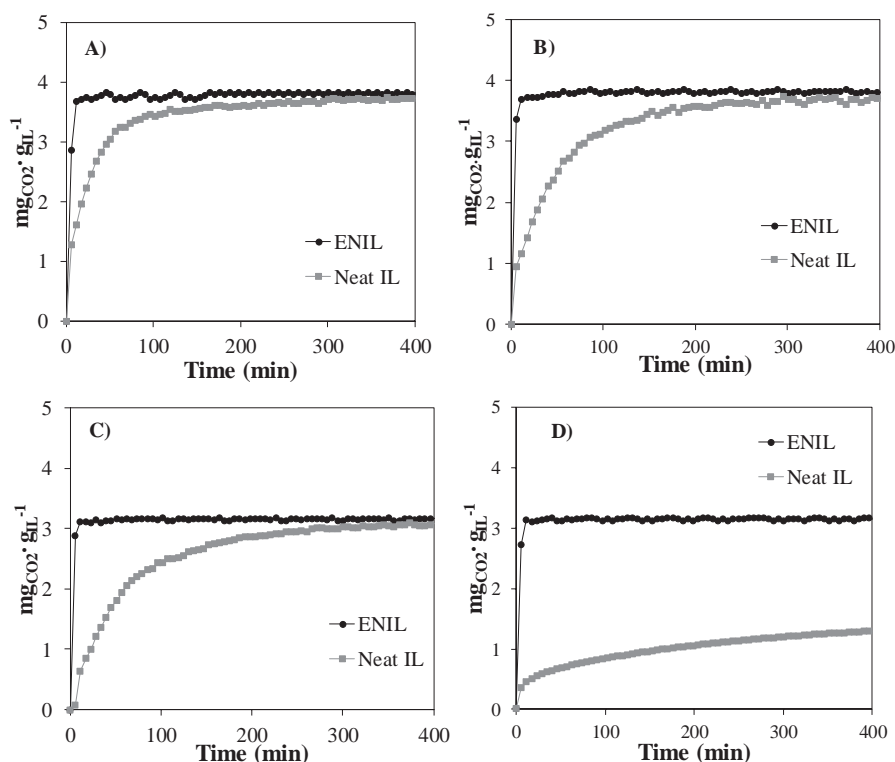 A)
5
4
3
2
1
0
mgCO2· gIL-1
ENIL
Neat IL
0 100 200 300 400
Time (min)
B)
5
4
3
2
1
0
mgCO2·gIL-1
ENIL
Neat IL
0 100 200 300 400
Time (min)
C)
5
4
3
2
1
0
mgCO2· gIL-1
ENIL
Neat IL
0 100 200 300 400
Time (min)
D)
5
4
3
2
1
0
mgCO2· gIL-1
ENIL
Neat IL
0 100 200 300 400
Time (min)